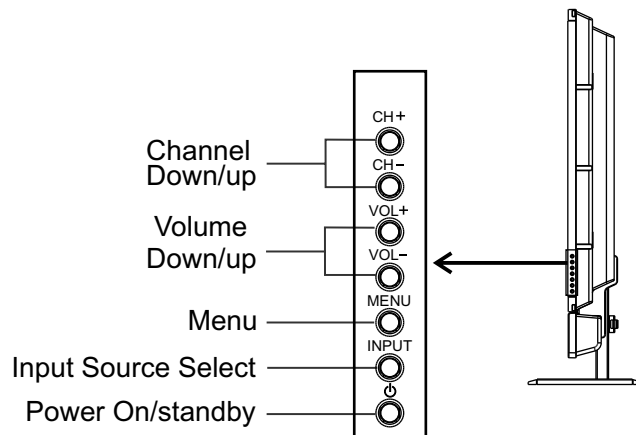 CH+
Channel
Down/up
CH-
VOL+
Volume
Down/up
VOL-
MENU
Menu
INPUT
Input Source Select
Power On/standby